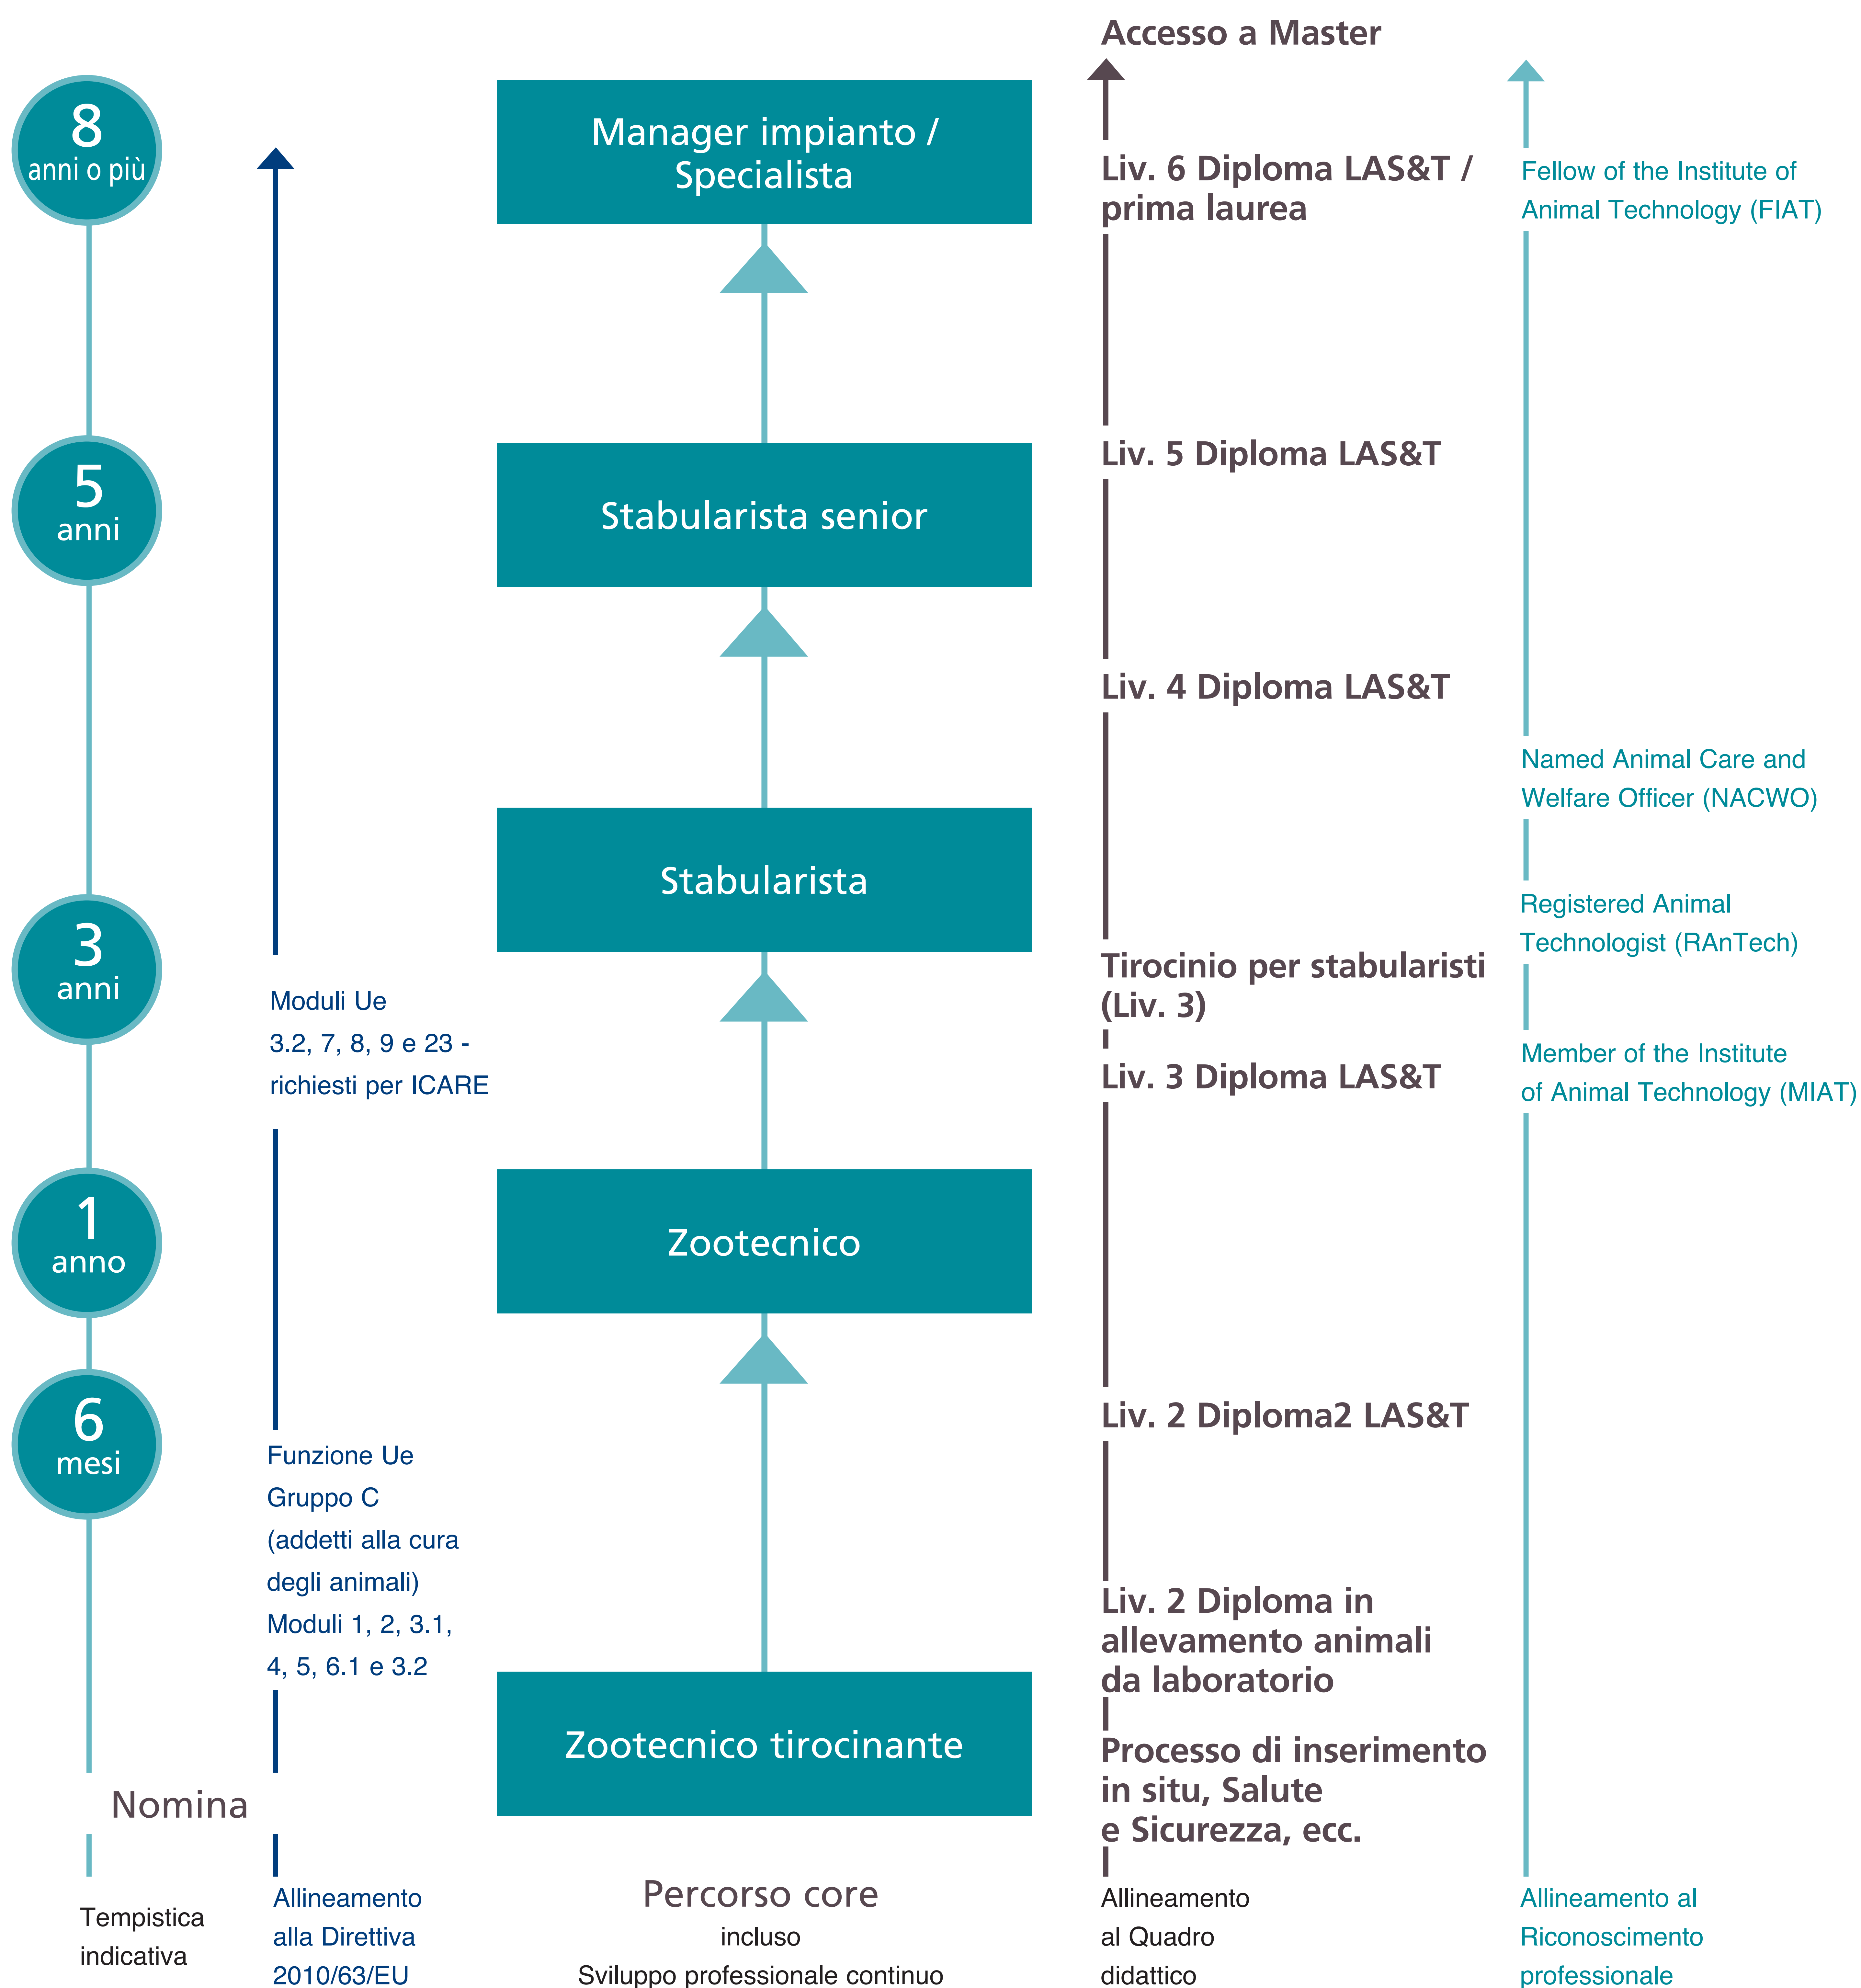 8
anni o più
5
anni
3
anni
1
anno
6
mesi
Nomina
Tempistica
indicativa
Moduli Ue
3.2, 7, 8, 9 e 23 -
richiesti per ICARE
Funzione Ue
Gruppo C
(addetti alla cura
degli animali)
Moduli 1, 2, 3.1,
4, 5, 6.1 e 3.2
Allineamento
alla Direttiva
2010/63/EU
Manager impianto /
Specialista
Stabularista senior
Stabularista
Zootecnico
Zootecnico tirocinante
Percorso core
incluso
Sviluppo professionale continuo
Accesso a Master
Liv. 6 Diploma LAS&T /
prima laurea
Liv. 5 Diploma LAS&T
Liv. 4 Diploma LAS&T
Tirocinio per stabularisti
(Liv. 3)
Liv. 3 Diploma LAS&T
Liv. 2 Diploma2 LAS&T
Liv. 2 Diploma in
allevamento animali
da laboratorio
Processo di inserimento
in situ, Salute
e Sicurezza, ecc.
Allineamento
al Quadro
didattico
Fellow of the Institute of
Animal Technology (FIAT)
Named Animal Care and
Welfare Officer (NACWO)
Registered Animal
Technologist (RAnTech)
Member of the Institute
of Animal Technology (MIAT)
Allineamento al
Riconoscimento
professionale